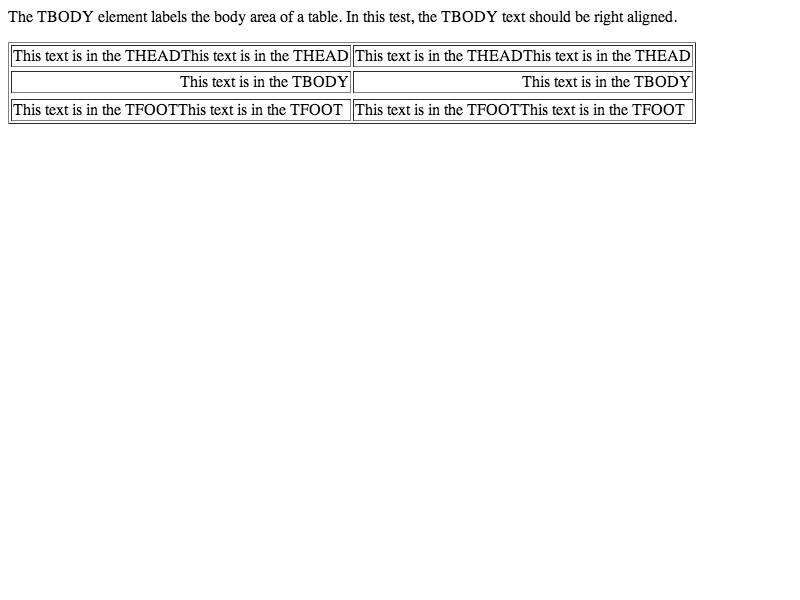 The TBODY element labels the body area of a table. In this test, the TBODY text should be right aligned.
This text is in the THEADThis text is in the THEAD This text is in the THEADThis text is in the THEAD
This text is in the TBODY This text is in the TBODY
This text is in the TFOOTThis text is in the TFOOT This text is in the TFOOTThis text is in the TFOOT